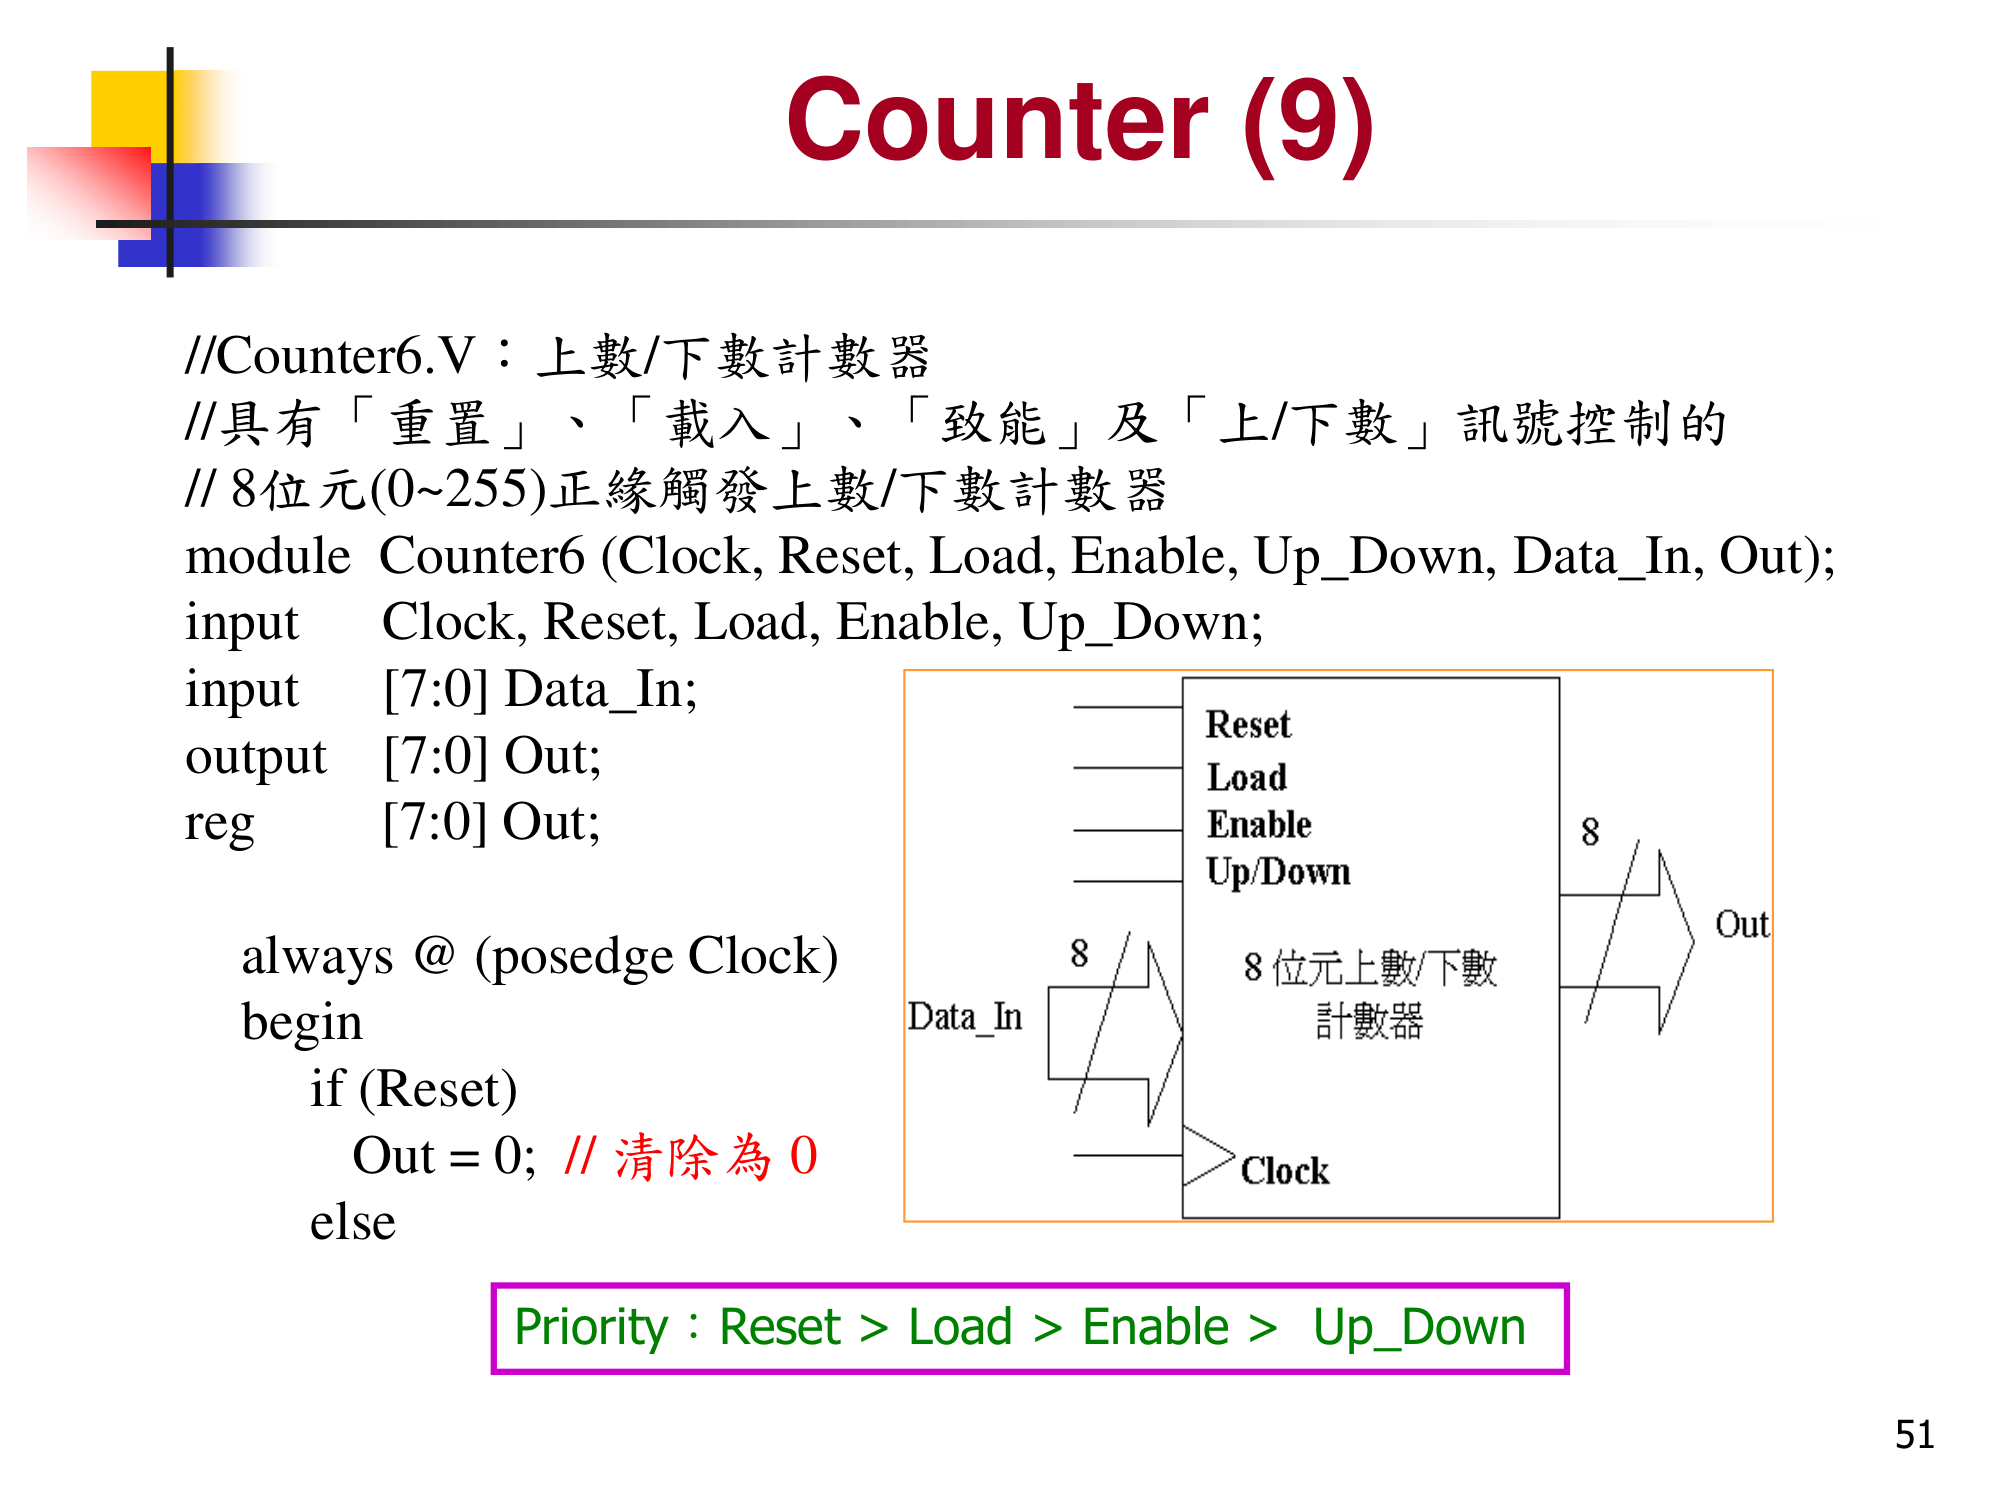 Counter (9)
//Counter6.V：上數/下數計數器
//具有「重置」、「載入」、「致能」及「上/下數」訊號控制的
// 8位元(0~255)正緣觸發上數/下數計數器
module Counter6 (Clock, Reset, Load, Enable, Up_Down, Data_In, Out);
input Clock, Reset, Load, Enable, Up_Down;
input [7:0] Data_In;
output [7:0] Out;
reg [7:0] Out;
always @ (posedge Clock)
begin
if (Reset)
Out = 0; // 清除為 0
else
Reset
Load
Enable
Up/Down
8
Out
8
Data_In
8 位元上數/下數
計數器
Clock
Priority：Reset > Load > Enable > Up_Down
51